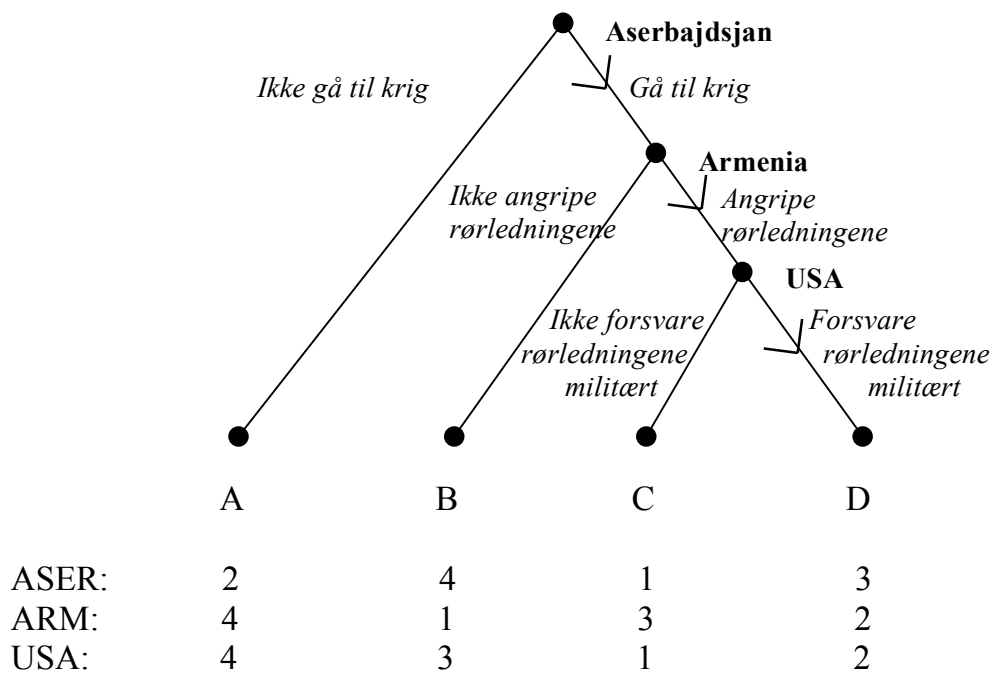 Aserbajdsjan
Ikke gå til krig
Gå til krig
Armenia
Ikke angripe
rørledningene
Angripe
rørledningene
USA
Ikke forsvare
rørledningene
militært
Forsvare
rørledningene
militært
A B C D
ASER: 2 4 1 3
ARM: 4 1 3 2
USA: 4 3 1 2